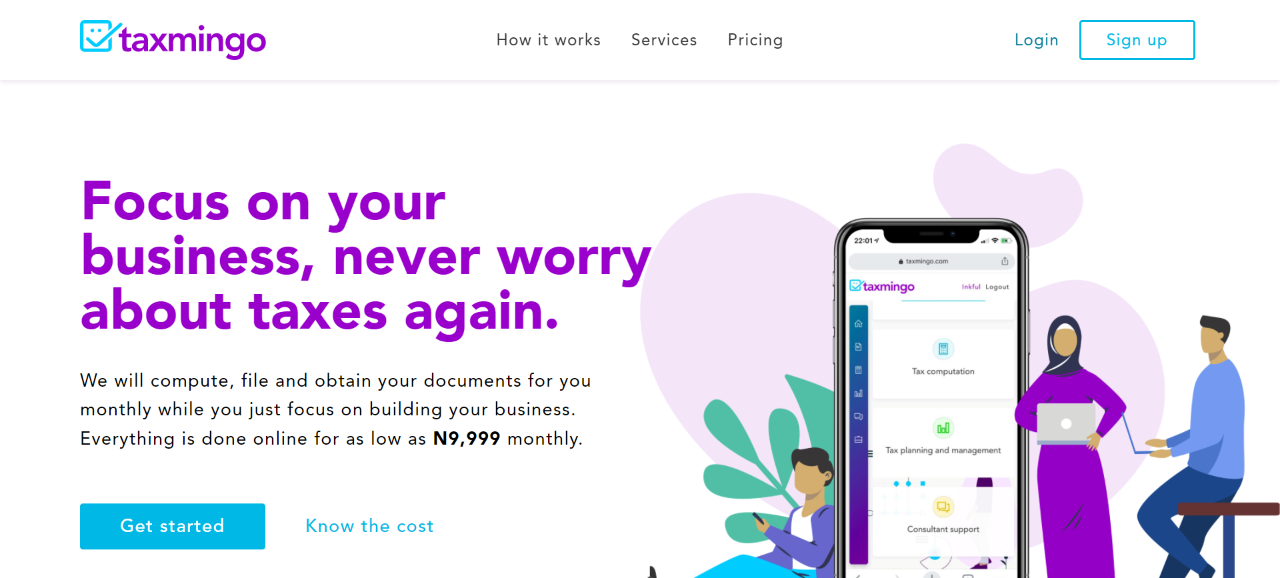 taxmingo
How it works
Services
Pricing
Login
Sign up
Focus on your
business, never worry
about taxes again.
We will compute, file and obtain your documents for you
monthly while you just focus on building your business.
Everything is done online for as low as N9,999 monthly.
Get started
Know the cost
22:01
taxmingo.com
taxmingo
Inkful
Logout
Tax computation
Tax planning and management
Consultant support